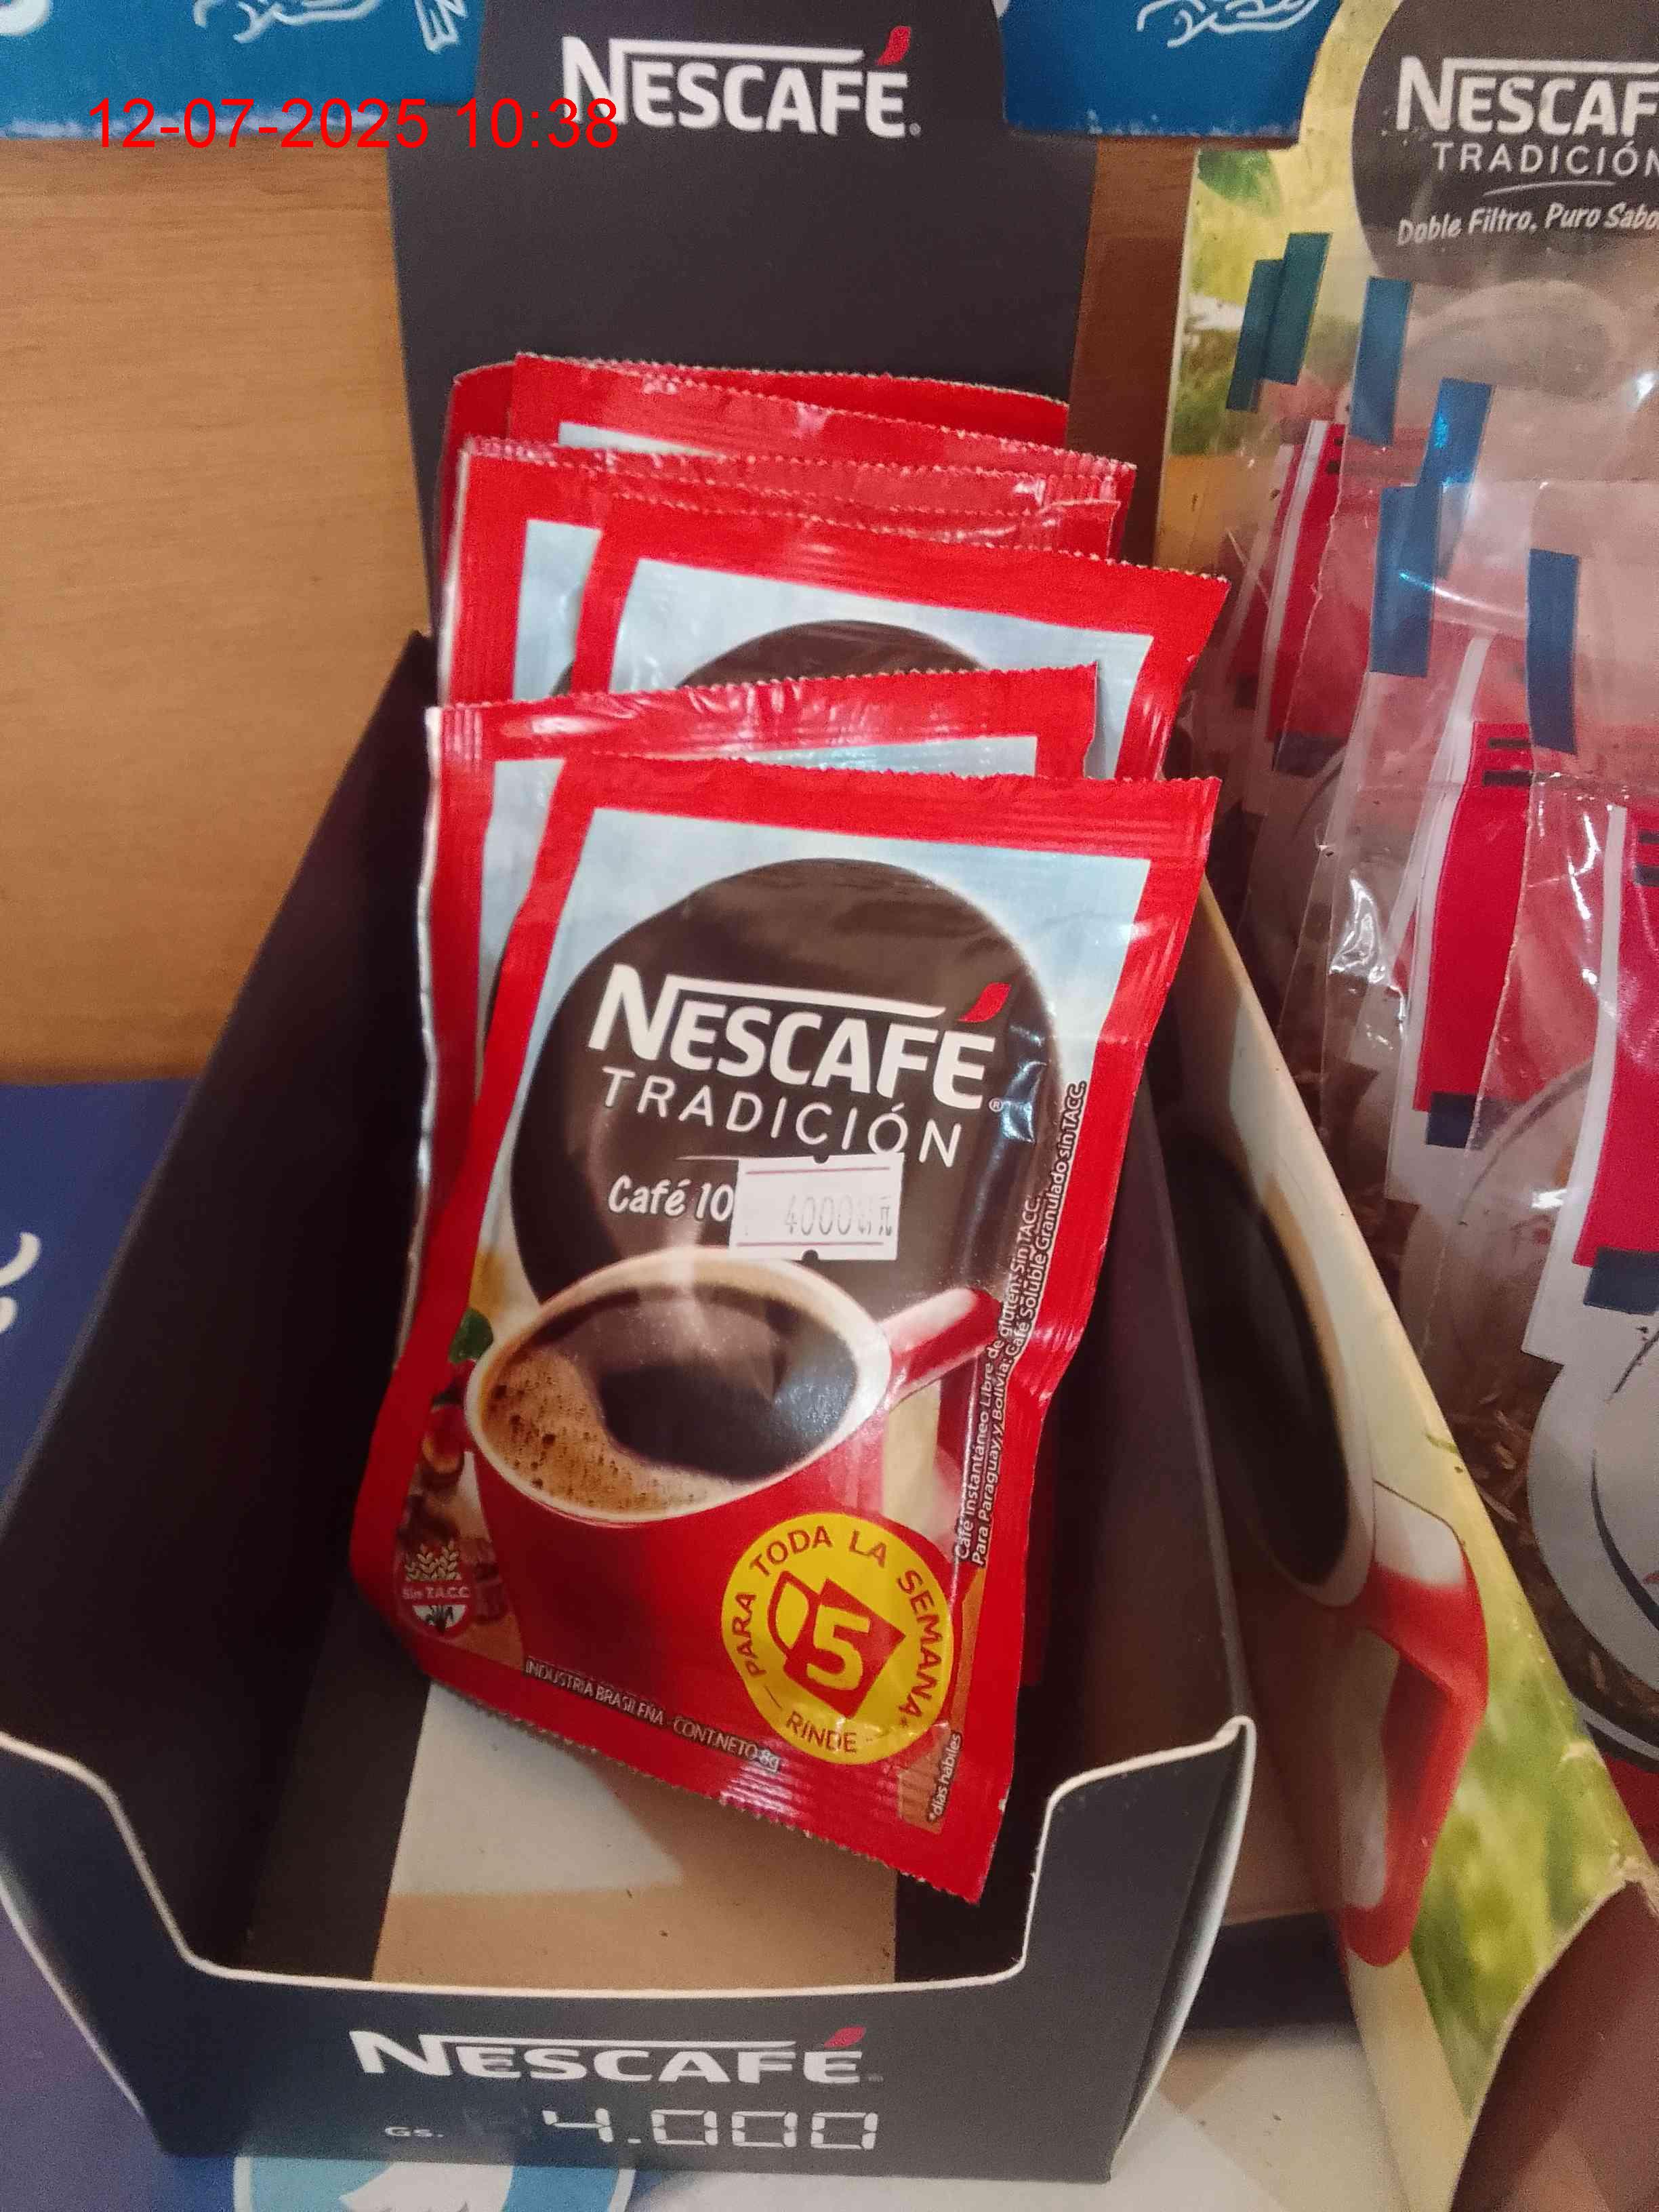 NESCAFÉ
12-07-2025 10:38
NESCAF
TRADICIÓN
Doble Filtro, Puro Sabo
NESCAFÉ
TRADICIÓN
Café 10
4000
Café instantáneo Libre de gluten. Sin TACC.
Para Paraguay y Bolivia: Café Soluble Granulado sin TACC.
PARA TODA LA SEMANA*
5
RINDE
Sin T.A.C.C.
INDUSTRIA BRASILEÑA - CONT.NETO 8g
*días hábiles
NESCAFÉ
Gs. 4.000